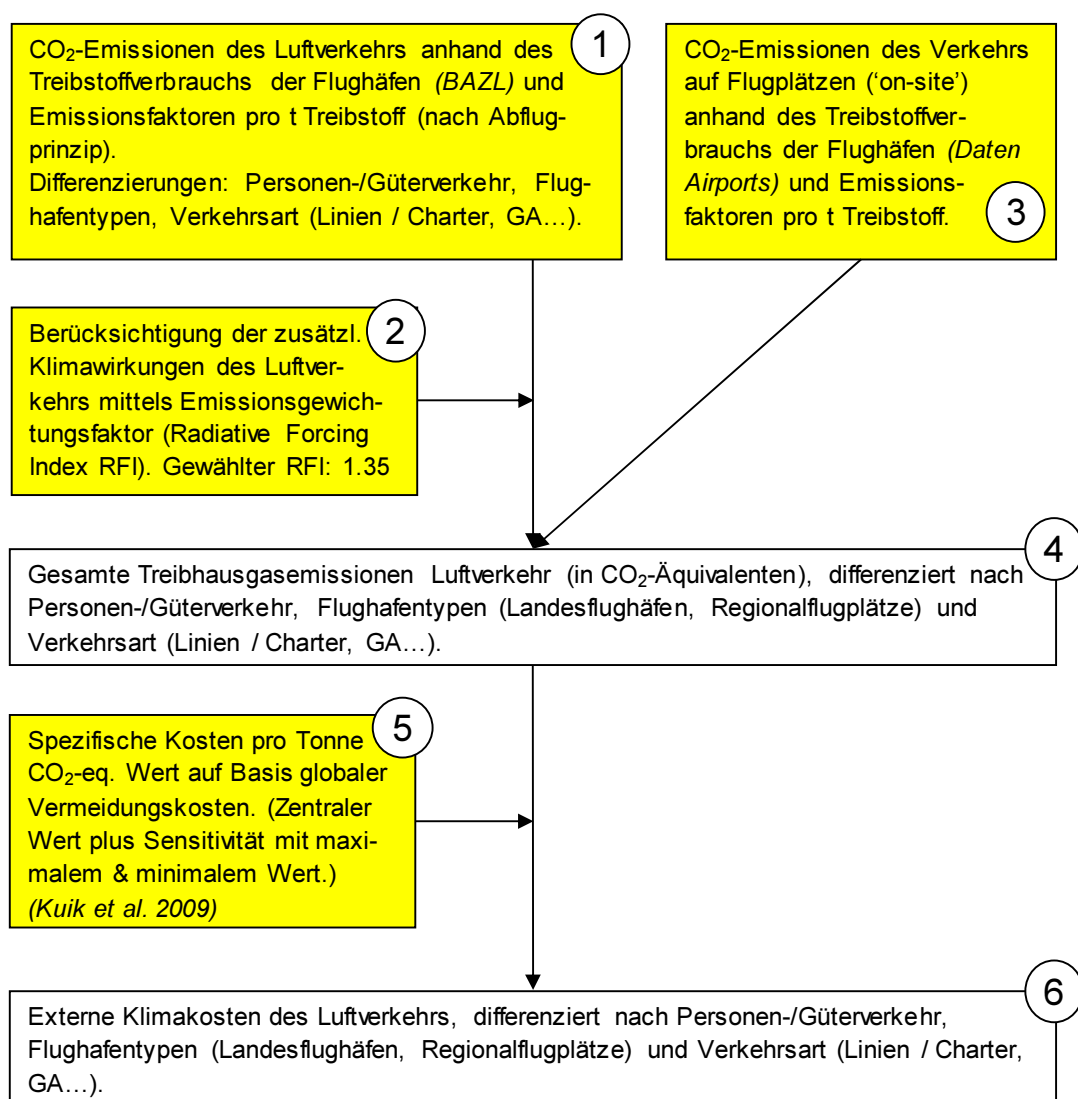 CO₂-Emissionen des Luftverkehrs anhand des
Treibstoffverbrauchs der Flughäfen (BAZL) und
Emissionsfaktoren pro t Treibstoff (nach Abflug-
prinzip).
Differenzierungen: Personen-/Güterverkehr, Flug-
hafentypen, Verkehrsart (Linien / Charter, GA…).
1
CO₂-Emissionen des Verkehrs
auf Flugplätzen (‘on-site’)
anhand des Treibstoffver-
brauchs der Flughäfen (Daten
Airports) und Emissions-
faktoren pro t Treibstoff.
3
Berücksichtigung der zusätzl.
Klimawirkungen des Luftver-
kehrs mittels Emissionsgewich-
tungsfaktor (Radiative Forcing
Index RFI). Gewählter RFI: 1.35
2
Gesamte Treibhausgasemissionen Luftverkehr (in CO₂-Äquivalenten), differenziert nach
Personen-/Güterverkehr, Flughafentypen (Landesflughäfen, Regionalflugplätze) und
Verkehrsart (Linien / Charter, GA…).
4
Spezifische Kosten pro Tonne
CO₂-eq. Wert auf Basis globaler
Vermeidungskosten. (Zentraler
Wert plus Sensitivität mit maxi-
malem & minimalem Wert.)
(Kuik et al. 2009)
5
Externe Klimakosten des Luftverkehrs, differenziert nach Personen-/Güterverkehr,
Flughafentypen (Landesflughäfen, Regionalflugplätze) und Verkehrsart (Linien / Charter,
GA…).
6